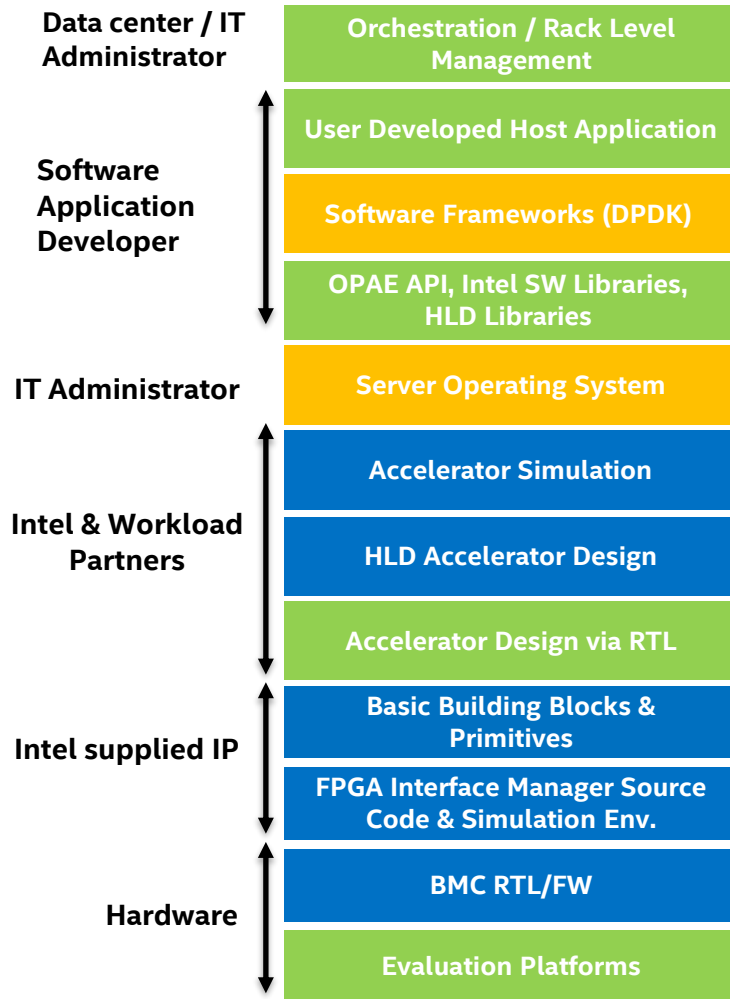 Data center / IT
Administrator
Orchestration / Rack Level
Management
User Developed Host Application
Software
Application
Developer
Software Frameworks (DPDK)
OPAE API, Intel SW Libraries,
HLD Libraries
IT Administrator
Server Operating System
Accelerator Simulation
Intel & Workload
Partners
HLD Accelerator Design
Accelerator Design via RTL
Basic Building Blocks &
Primitives
Intel supplied IP
FPGA Interface Manager Source
Code & Simulation Env.
BMC RTL/FW
Hardware
Evaluation Platforms